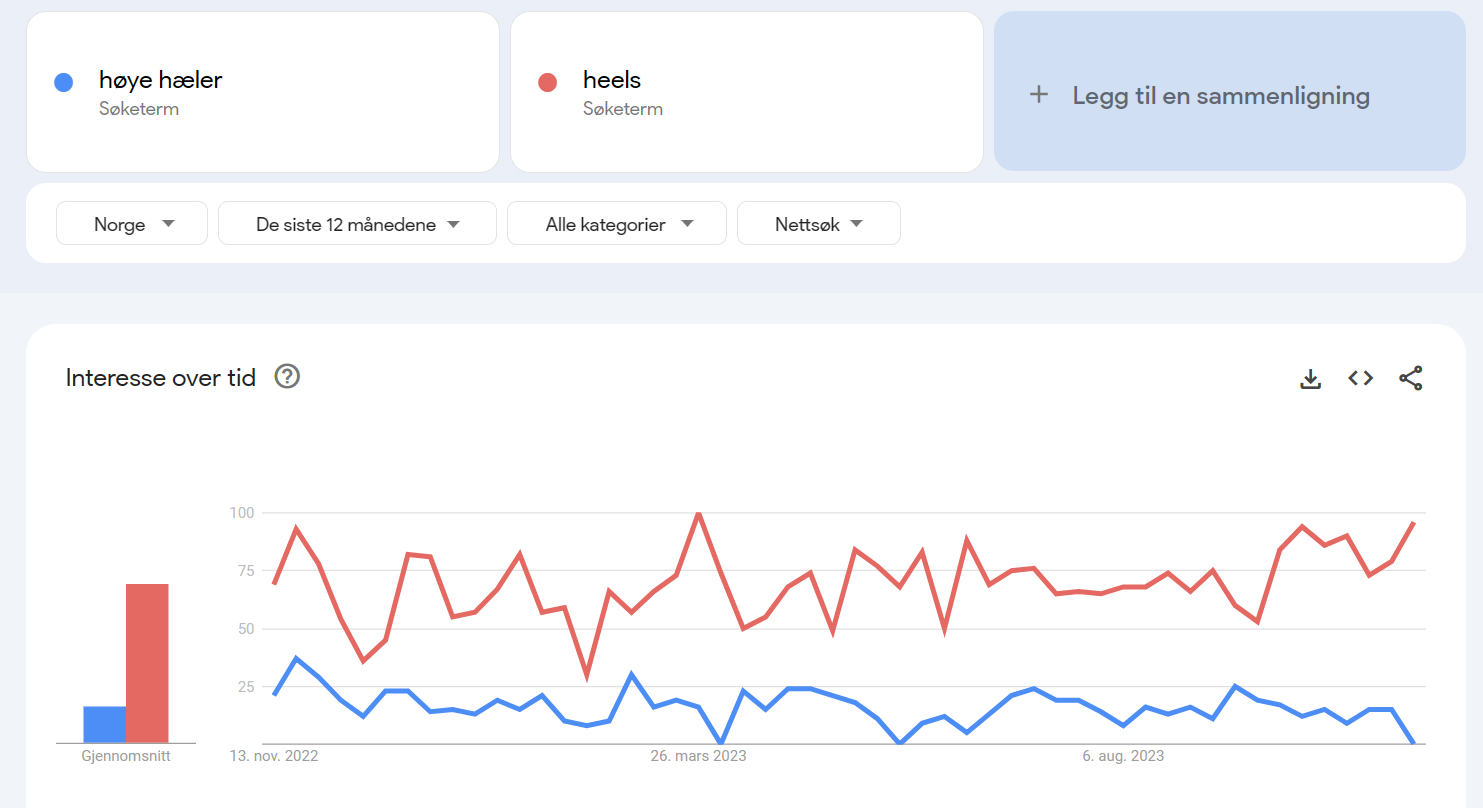 høye hæler
Søketerm
heels
Søketerm
+ Legg til en sammenligning
Norge
De siste 12 månedene
Alle kategorier
Nettsøk
Interesse over tid
?
100
75
50
25
Gjennomsnitt
13. nov. 2022
26. mars 2023
6. aug. 2023